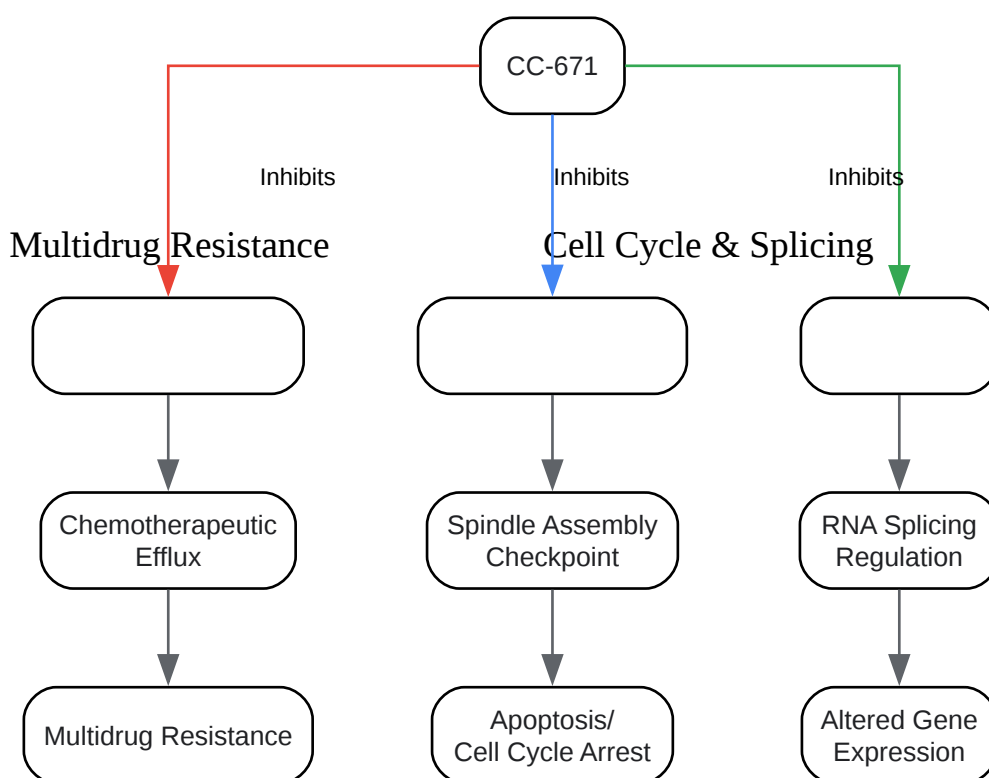 CC-671
Inhibits
Inhibits
Inhibits
Multidrug Resistance
Cell Cycle & Splicing
Chemotherapeutic
Efflux
Spindle Assembly
Checkpoint
RNA Splicing
Regulation
Multidrug Resistance
Apoptosis/
Cell Cycle Arrest
Altered Gene
Expression